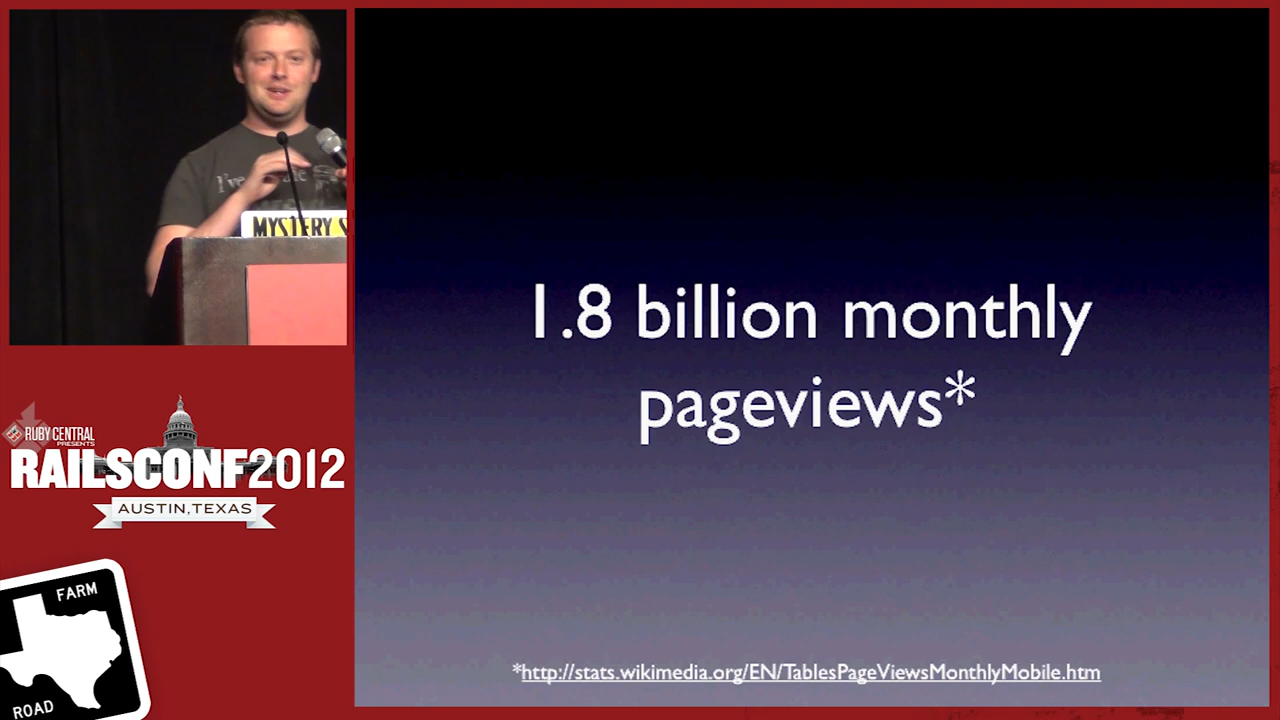 I've
MYSTERY
1.8 billion monthly
pageviews*
*http://stats.wikimedia.org/EN/TablesPageViewsMonthlyMobile.htm
RUBY CENTRAL
PRESENTS
RAILSCONF2012
AUSTIN, TEXAS
FARM
ROAD